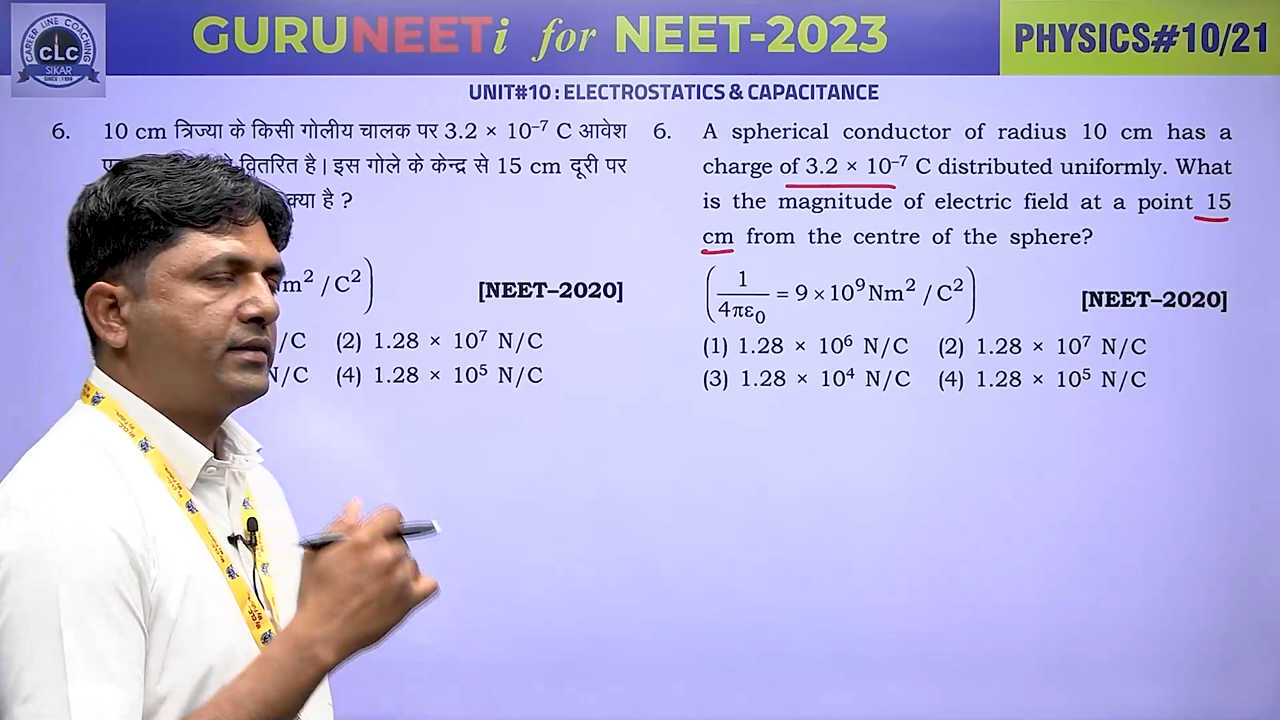 GURUNEETi for NEET-2023
PHYSICS#10/21
CAREER LINE COACHING
CLC
SIKAR
SINCE : 1996
UNIT#10 : ELECTROSTATICS & CAPACITANCE
6. 10 cm त्रिज्या के किसी गोलीय चालक पर 3.2 × 10⁻⁷ C आवेश
वितरित है। इस गोले के केन्द्र से 15 cm दूरी पर
क्या है ?
m² / C²)
[NEET–2020]
/C (2) 1.28 × 10⁷ N/C
N/C (4) 1.28 × 10⁵ N/C
6. A spherical conductor of radius 10 cm has a
charge of 3.2 × 10⁻⁷ C distributed uniformly. What
is the magnitude of electric field at a point 15
cm from the centre of the sphere?
(1/4πε₀ = 9 × 10⁹ Nm² / C²)
[NEET–2020]
(1) 1.28 × 10⁶ N/C (2) 1.28 × 10⁷ N/C
(3) 1.28 × 10⁴ N/C (4) 1.28 × 10⁵ N/C